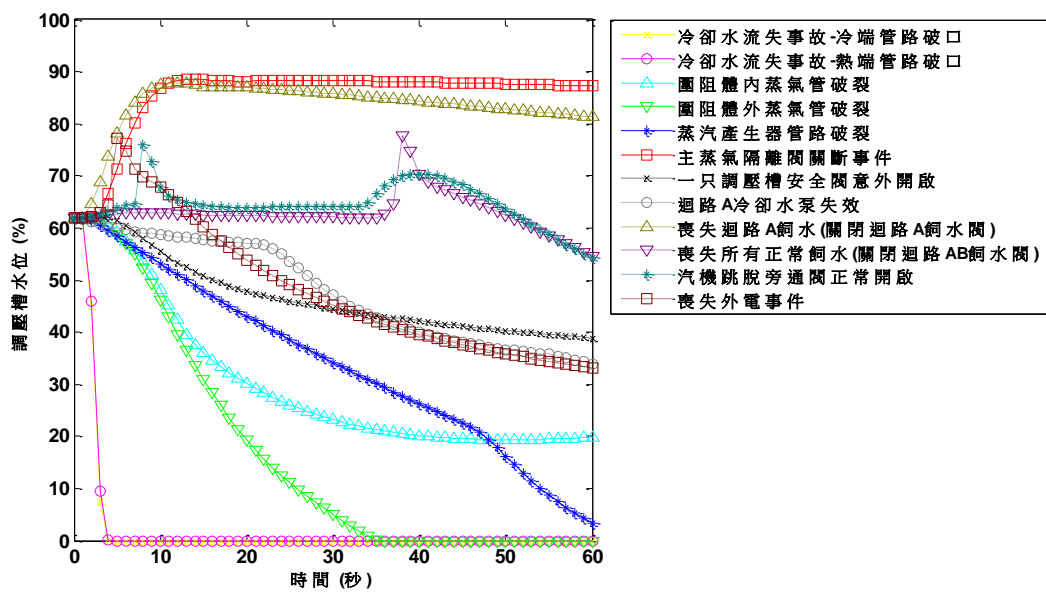 100
90
80
70
60
50
40
30
20
10
0
調壓槽水位 (%)
0 10 20 30 40 50 60
時間 (秒)
冷卻水流失事故-冷端管路破口
冷卻水流失事故-熱端管路破口
圍阻體內蒸氣管破裂
圍阻體外蒸氣管破裂
蒸汽產生器管路破裂
主蒸氣隔離閥關斷事件
一只調壓槽安全閥意外開啟
迴路A冷卻水泵失效
喪失迴路A飼水(關閉迴路A飼水閥)
喪失所有正常飼水(關閉迴路AB飼水閥)
汽機跳脫旁通閥正常開啟
喪失外電事件